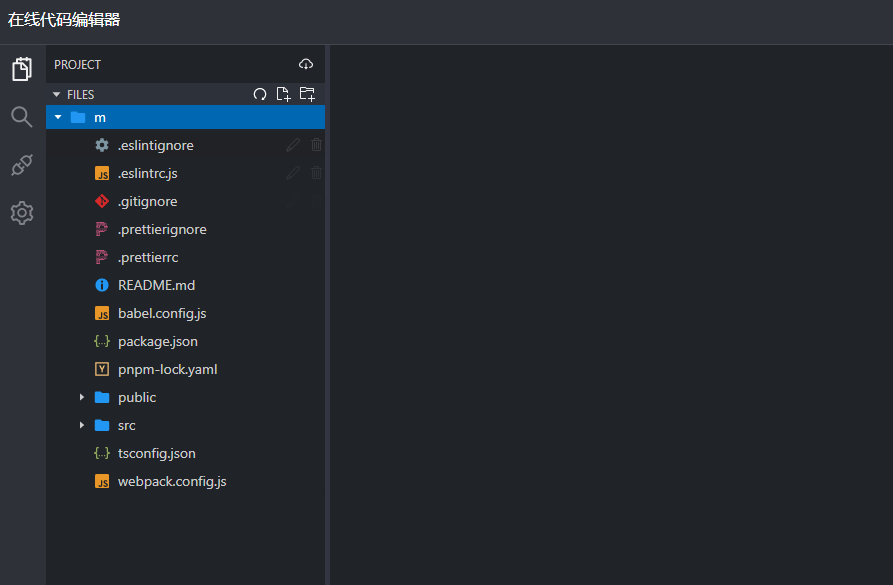 在线代码编辑器
PROJECT
FILES
m
.eslintignore
.eslintrc.js
.gitignore
.prettierignore
.prettierrc
README.md
babel.config.js
package.json
pnpm-lock.yaml
public
src
tsconfig.json
webpack.config.js